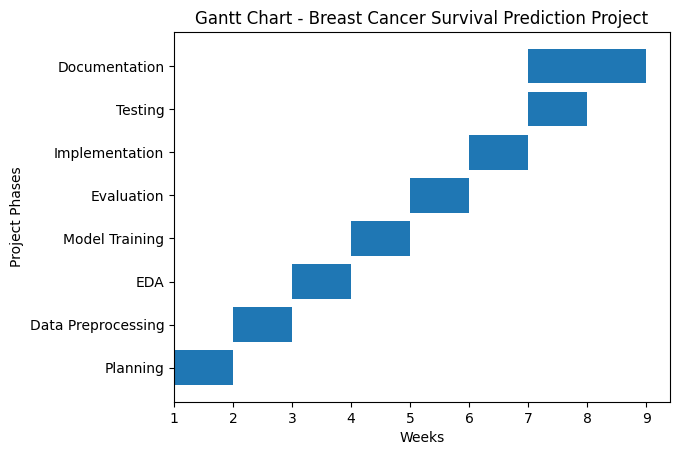 Gantt Chart - Breast Cancer Survival Prediction Project
Project Phases
Documentation
Testing
Implementation
Evaluation
Model Training
EDA
Data Preprocessing
Planning
1 2 3 4 5 6 7 8 9
Weeks